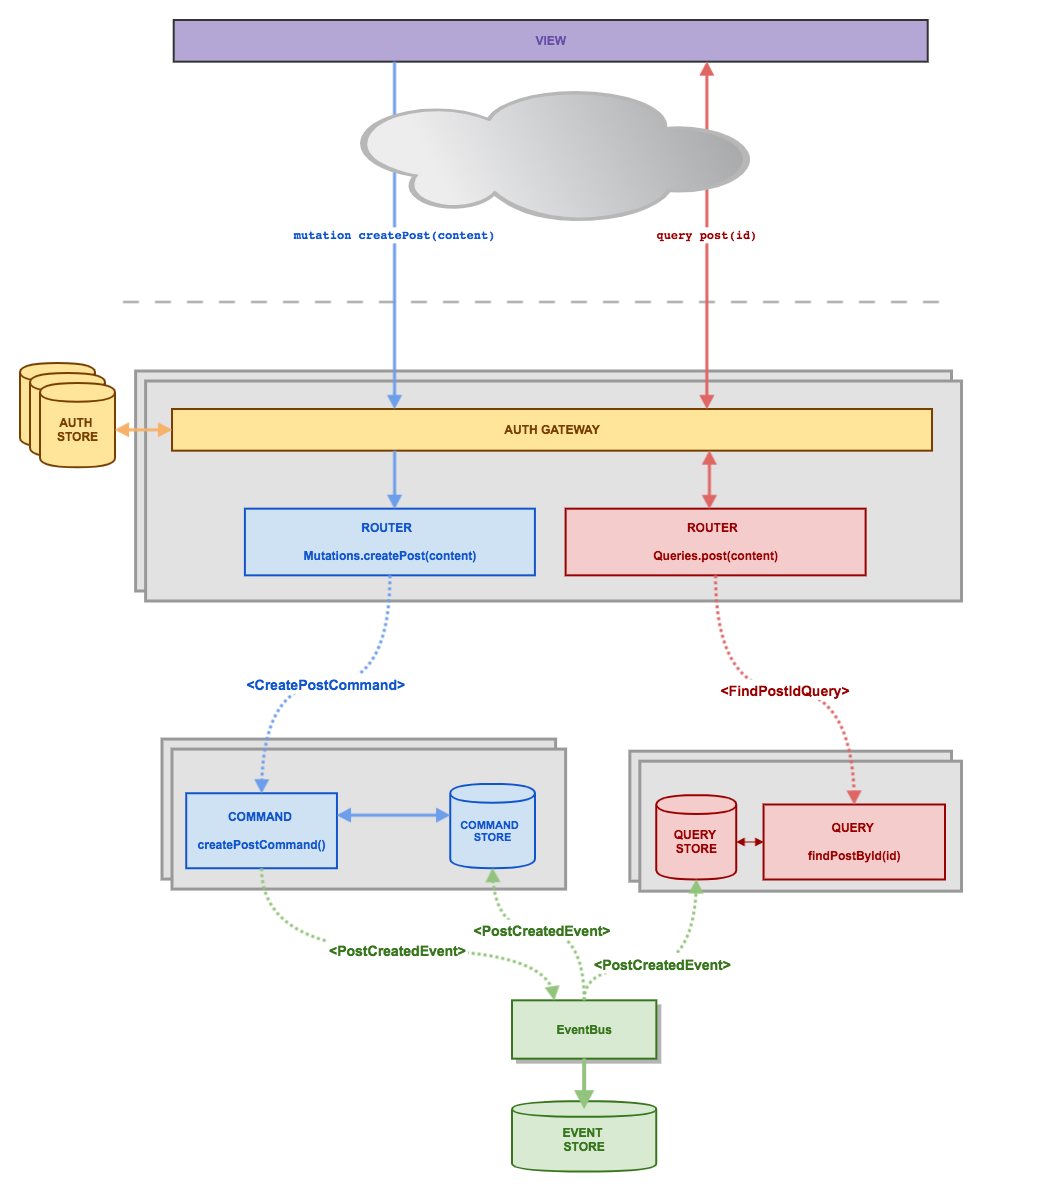 VIEW
mutation createPost(content)
query post(id)
AUTH
STORE
AUTH GATEWAY
ROUTER
Mutations.createPost(content)
ROUTER
Queries.post(content)
<CreatePostCommand>
<FindPostIdQuery>
COMMAND
createPostCommand()
COMMAND
STORE
QUERY
STORE
QUERY
findPostById(id)
<PostCreatedEvent>
<PostCreatedEvent>
<PostCreatedEvent>
EventBus
EVENT
STORE